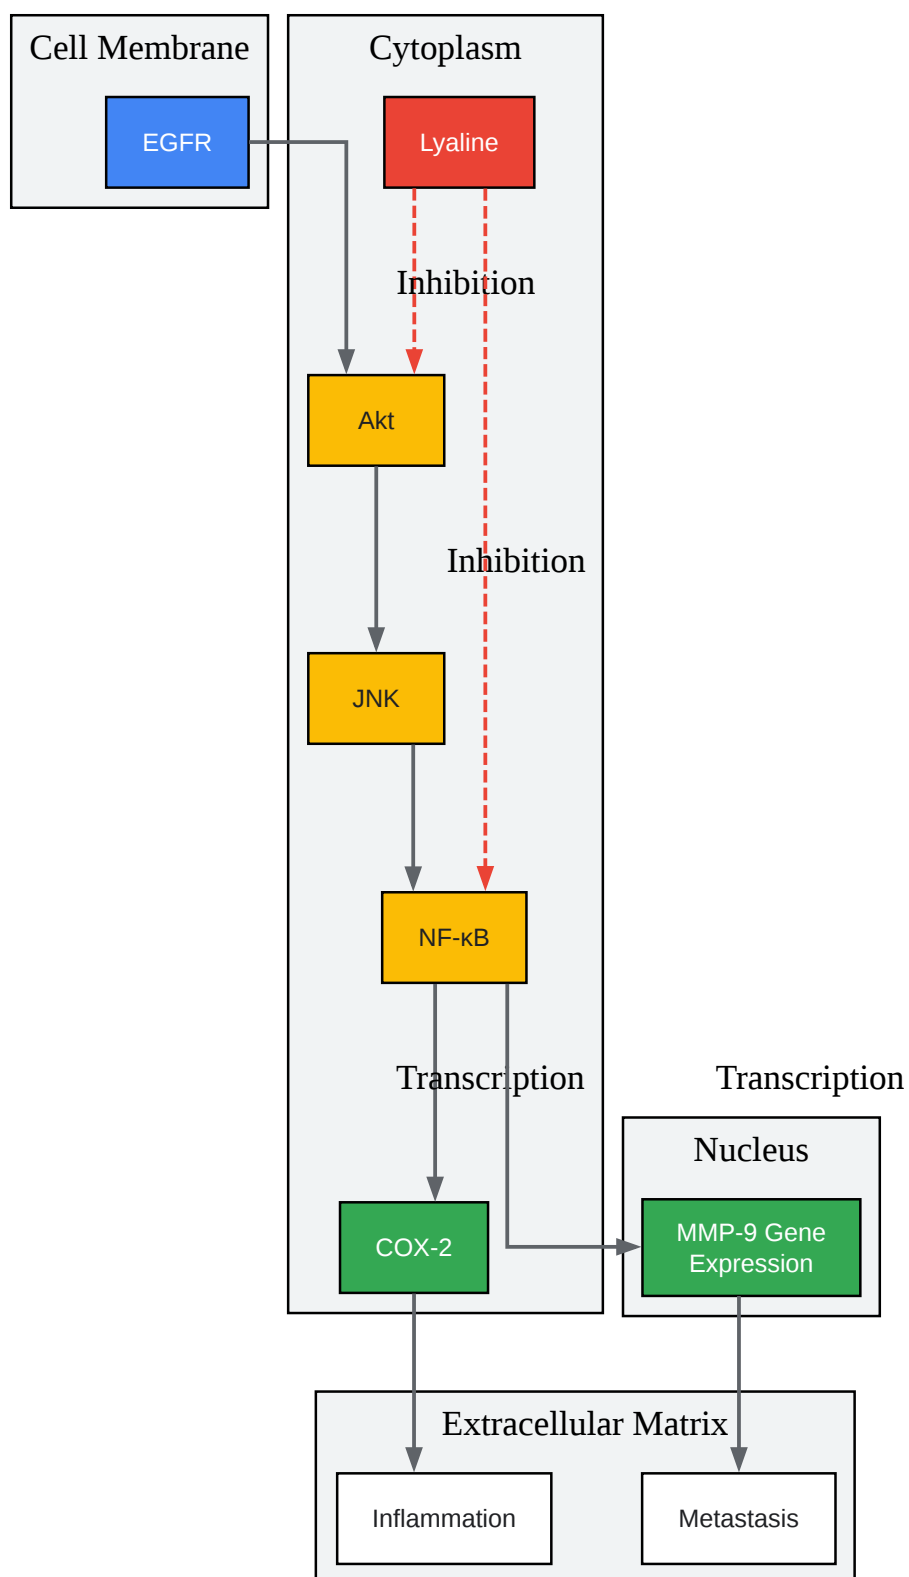 Cell Membrane
Cytoplasm
EGFR
Lyaline
Inhibition
Akt
Inhibition
JNK
NF-κB
Transcription
Transcription
Nucleus
COX-2
MMP-9 Gene
Expression
Extracellular Matrix
Inflammation
Metastasis